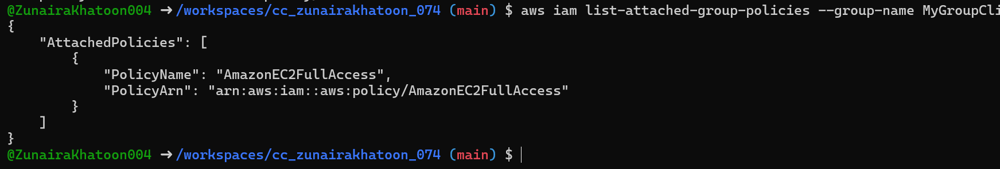 @ZunairaKhatoon004 ➜ /workspaces/cc_zunairakhatoon_074 (main) $ aws iam list-attached-group-policies --group-name MyGroupCli
{
    "AttachedPolicies": [
        {
            "PolicyName": "AmazonEC2FullAccess",
            "PolicyArn": "arn:aws:iam::aws:policy/AmazonEC2FullAccess"
        }
    ]
}
@ZunairaKhatoon004 ➜ /workspaces/cc_zunairakhatoon_074 (main) $